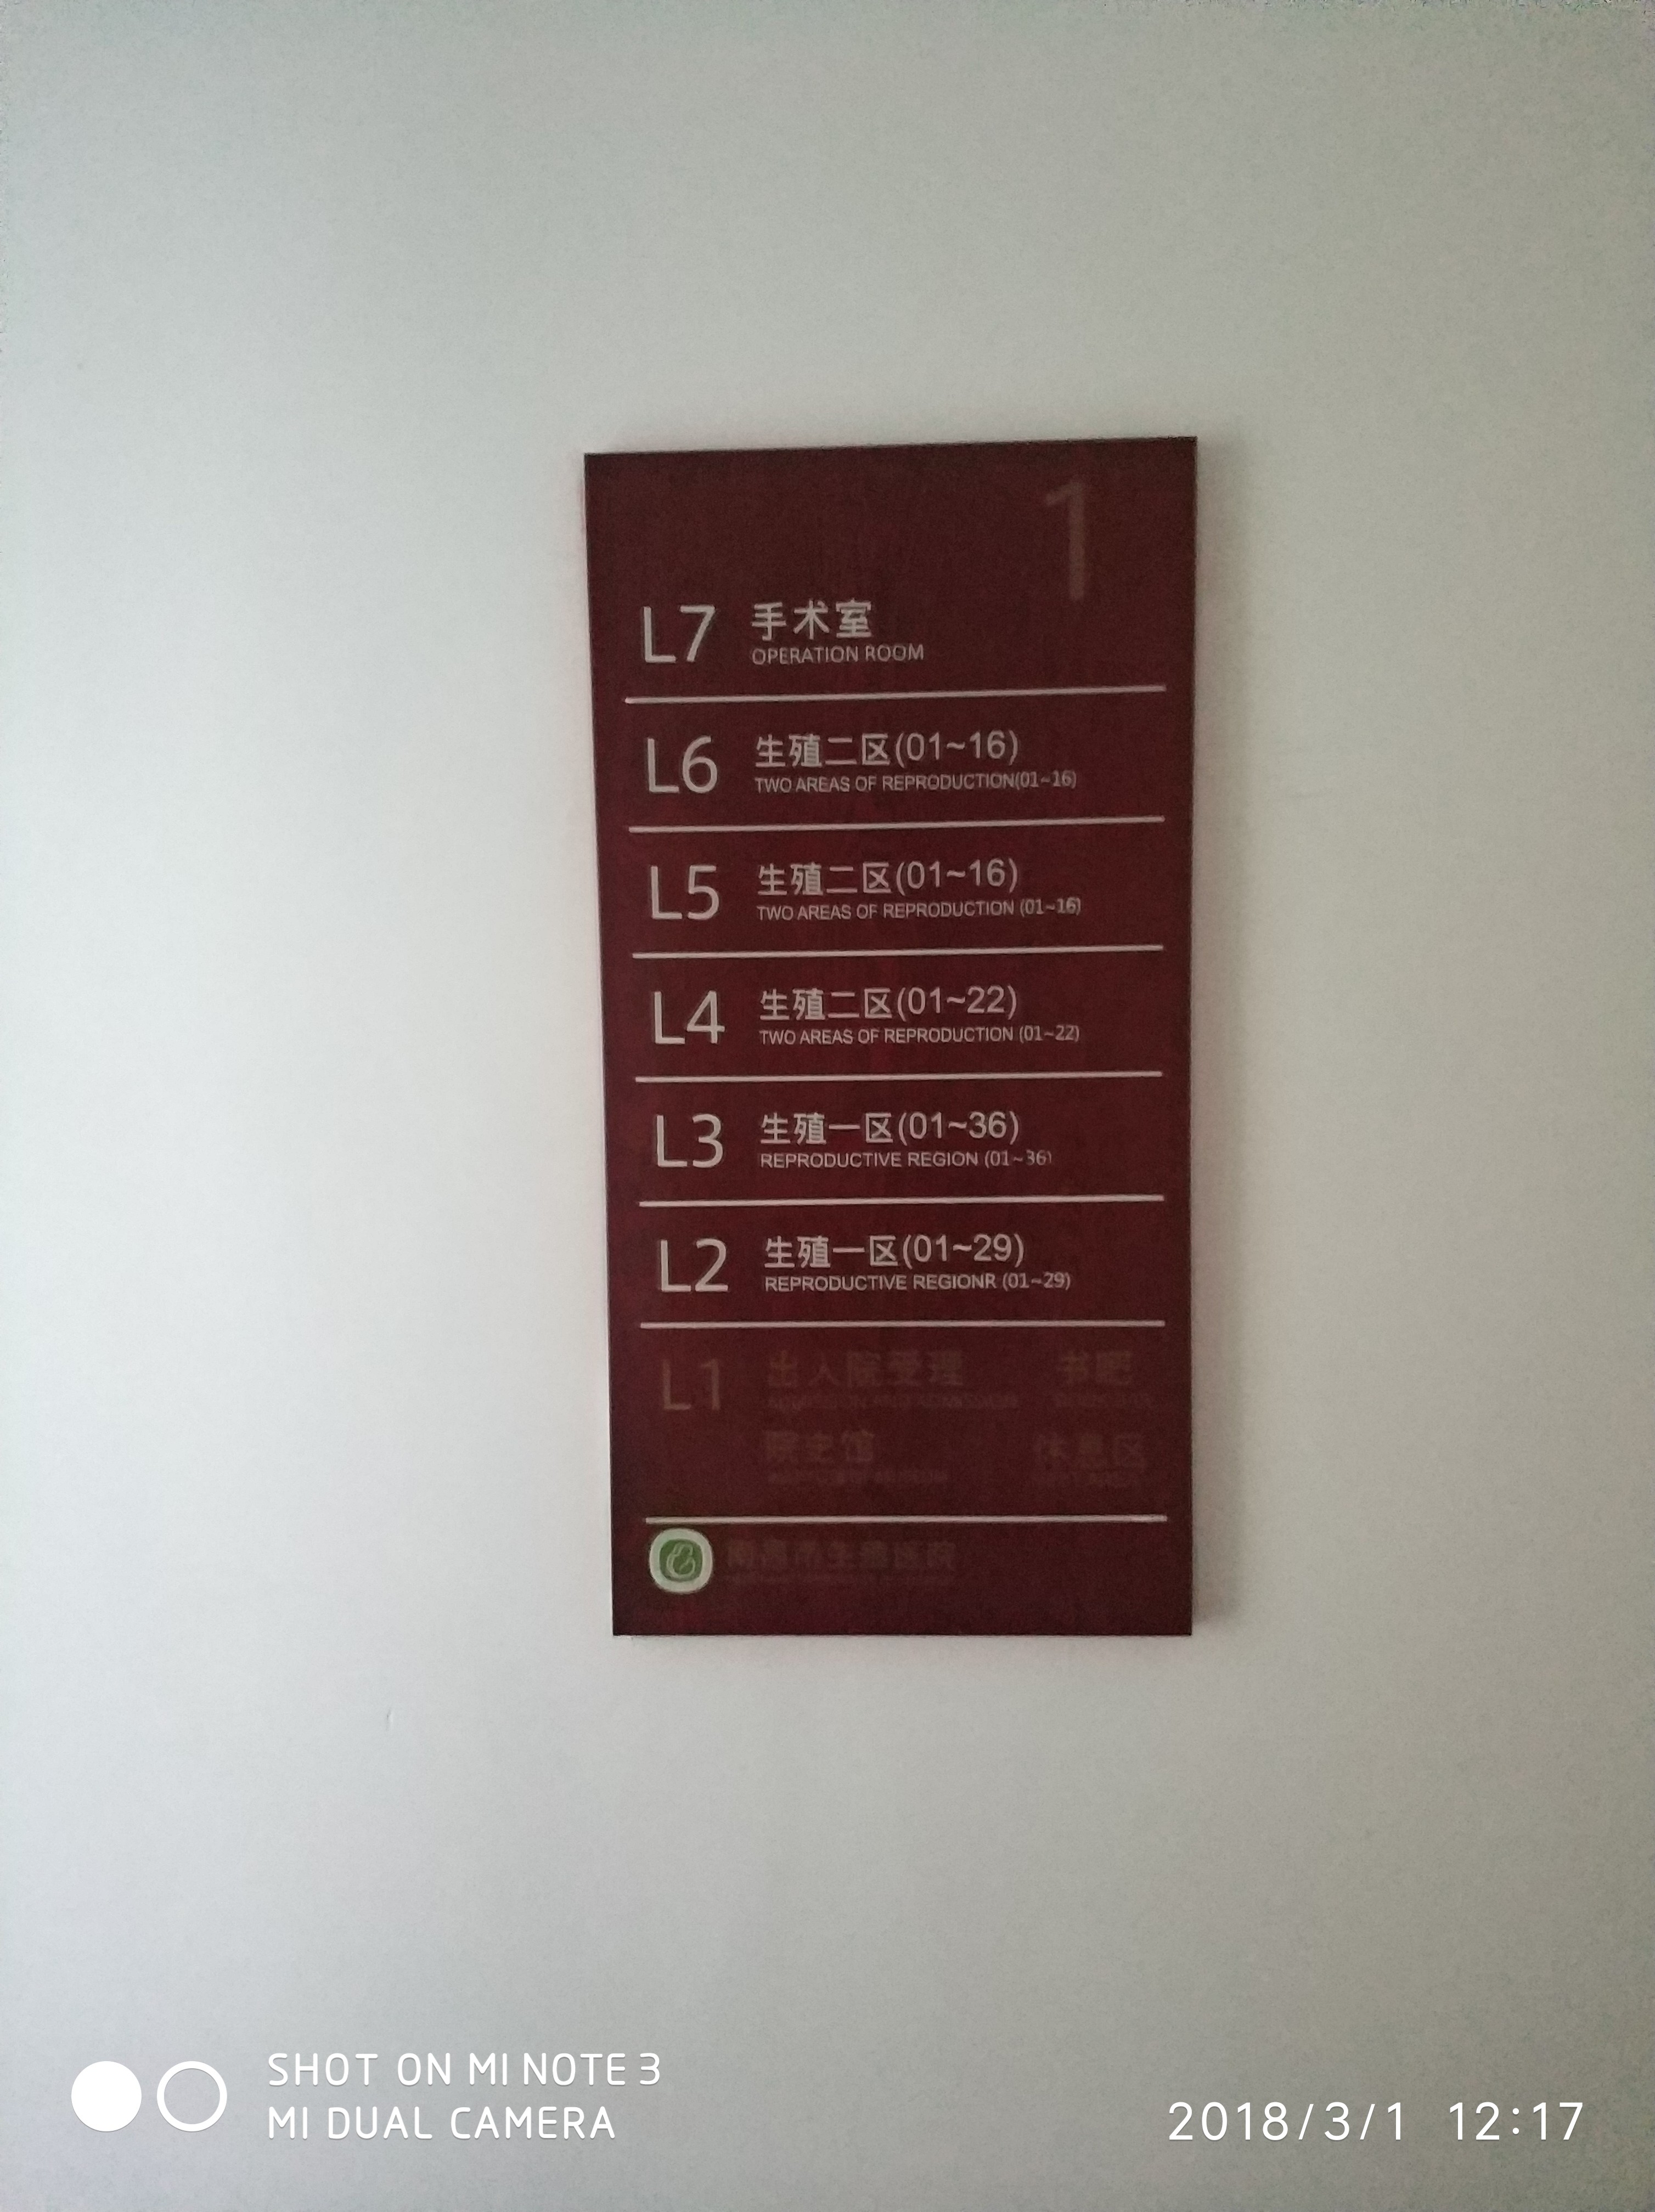 1
L7 手术室
OPERATION ROOM
L6 生殖二区(01~16)
TWO AREAS OF REPRODUCTION(01~16)
L5 生殖二区(01~16)
TWO AREAS OF REPRODUCTION (01~16)
L4 生殖二区(01~22)
TWO AREAS OF REPRODUCTION (01~22)
L3 生殖一区(01~36)
REPRODUCTIVE REGION (01~36)
L2 生殖一区(01~29)
REPRODUCTIVE REGIONR (01~29)
L1 出入院受理 书吧
院史馆 休息区
SHOT ON MI NOTE 3
MI DUAL CAMERA
2018/3/1 12:17